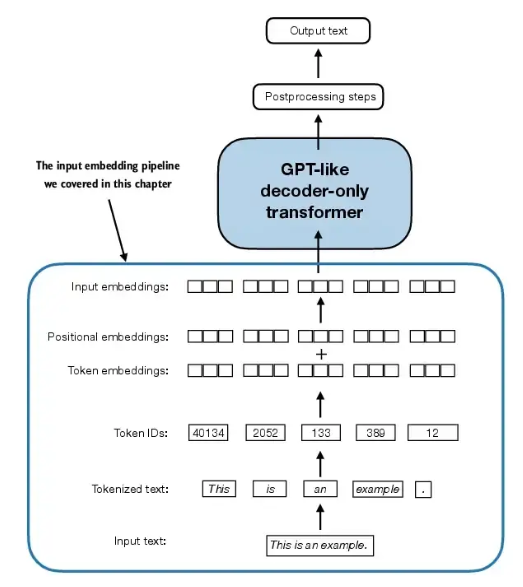 Output text
Postprocessing steps
The input embedding pipeline
we covered in this chapter
GPT-like
decoder-only
transformer
Input embeddings:
Positional embeddings:
+
Token embeddings:
Token IDs: 40134 2052 133 389 12
Tokenized text: This is an example .
Input text: This is an example.